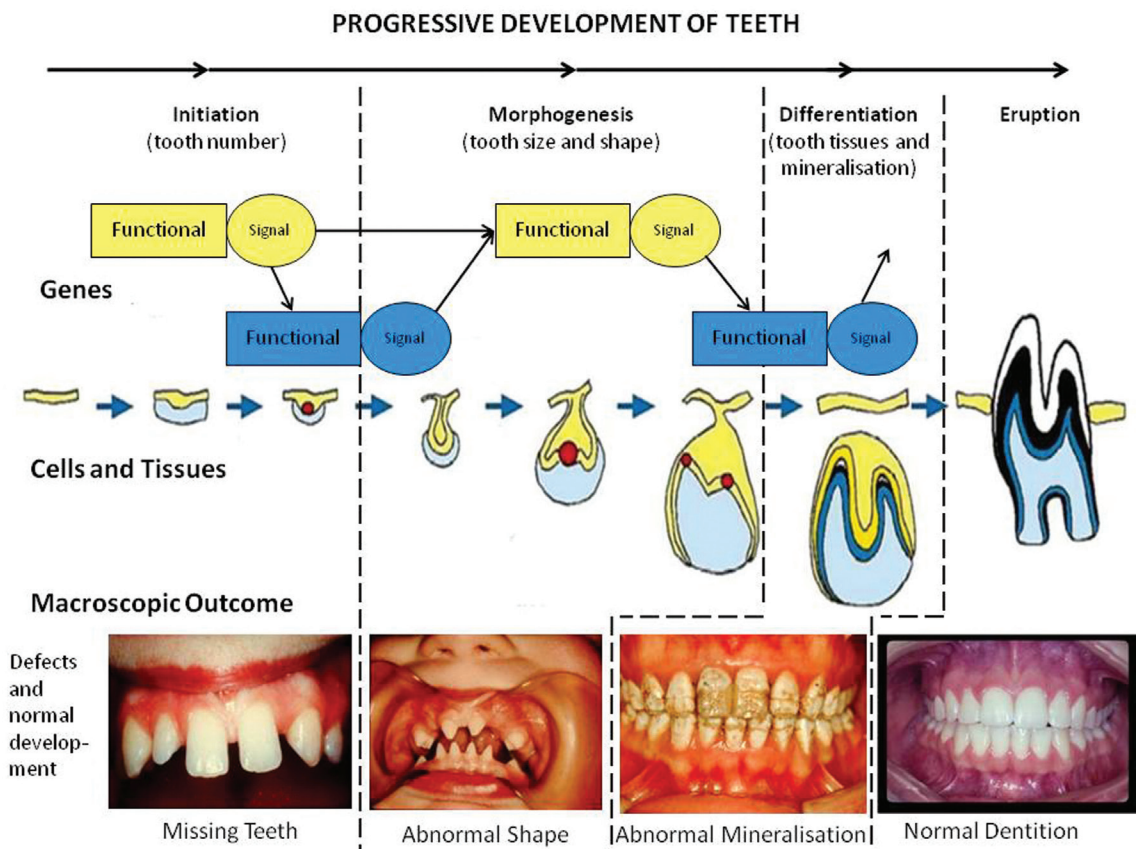 PROGRESSIVE DEVELOPMENT OF TEETH
Initiation
(tooth number)
Morphogenesis
(tooth size and shape)
Differentiation
(tooth tissues and
mineralisation)
Eruption
Functional
Signal
Functional
Signal
Genes
Functional
Signal
Functional
Signal
Cells and Tissues
Macroscopic Outcome
Defects
and
normal
develop-
ment
Missing Teeth
Abnormal Shape
Abnormal Mineralisation
Normal Dentition